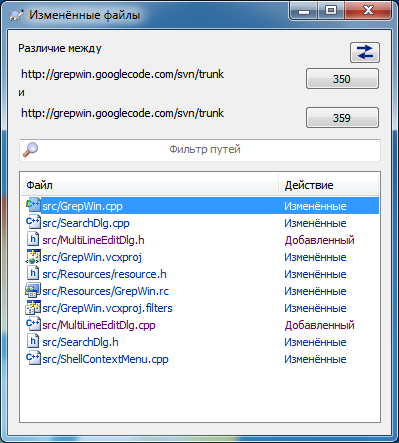 Изменённые файлы
Различие между
http://grepwin.googlecode.com/svn/trunk
350
и
http://grepwin.googlecode.com/svn/trunk
359
Фильтр путей
Файл Действие
src/GrepWin.cpp Изменённые
src/SearchDlg.cpp Изменённые
src/MultiLineEditDlg.h Добавленный
src/GrepWin.vcxproj Изменённые
src/Resources/resource.h Изменённые
src/Resources/GrepWin.rc Изменённые
src/GrepWin.vcxproj.filters Изменённые
src/MultiLineEditDlg.cpp Добавленный
src/SearchDlg.h Изменённые
src/ShellContextMenu.cpp Изменённые